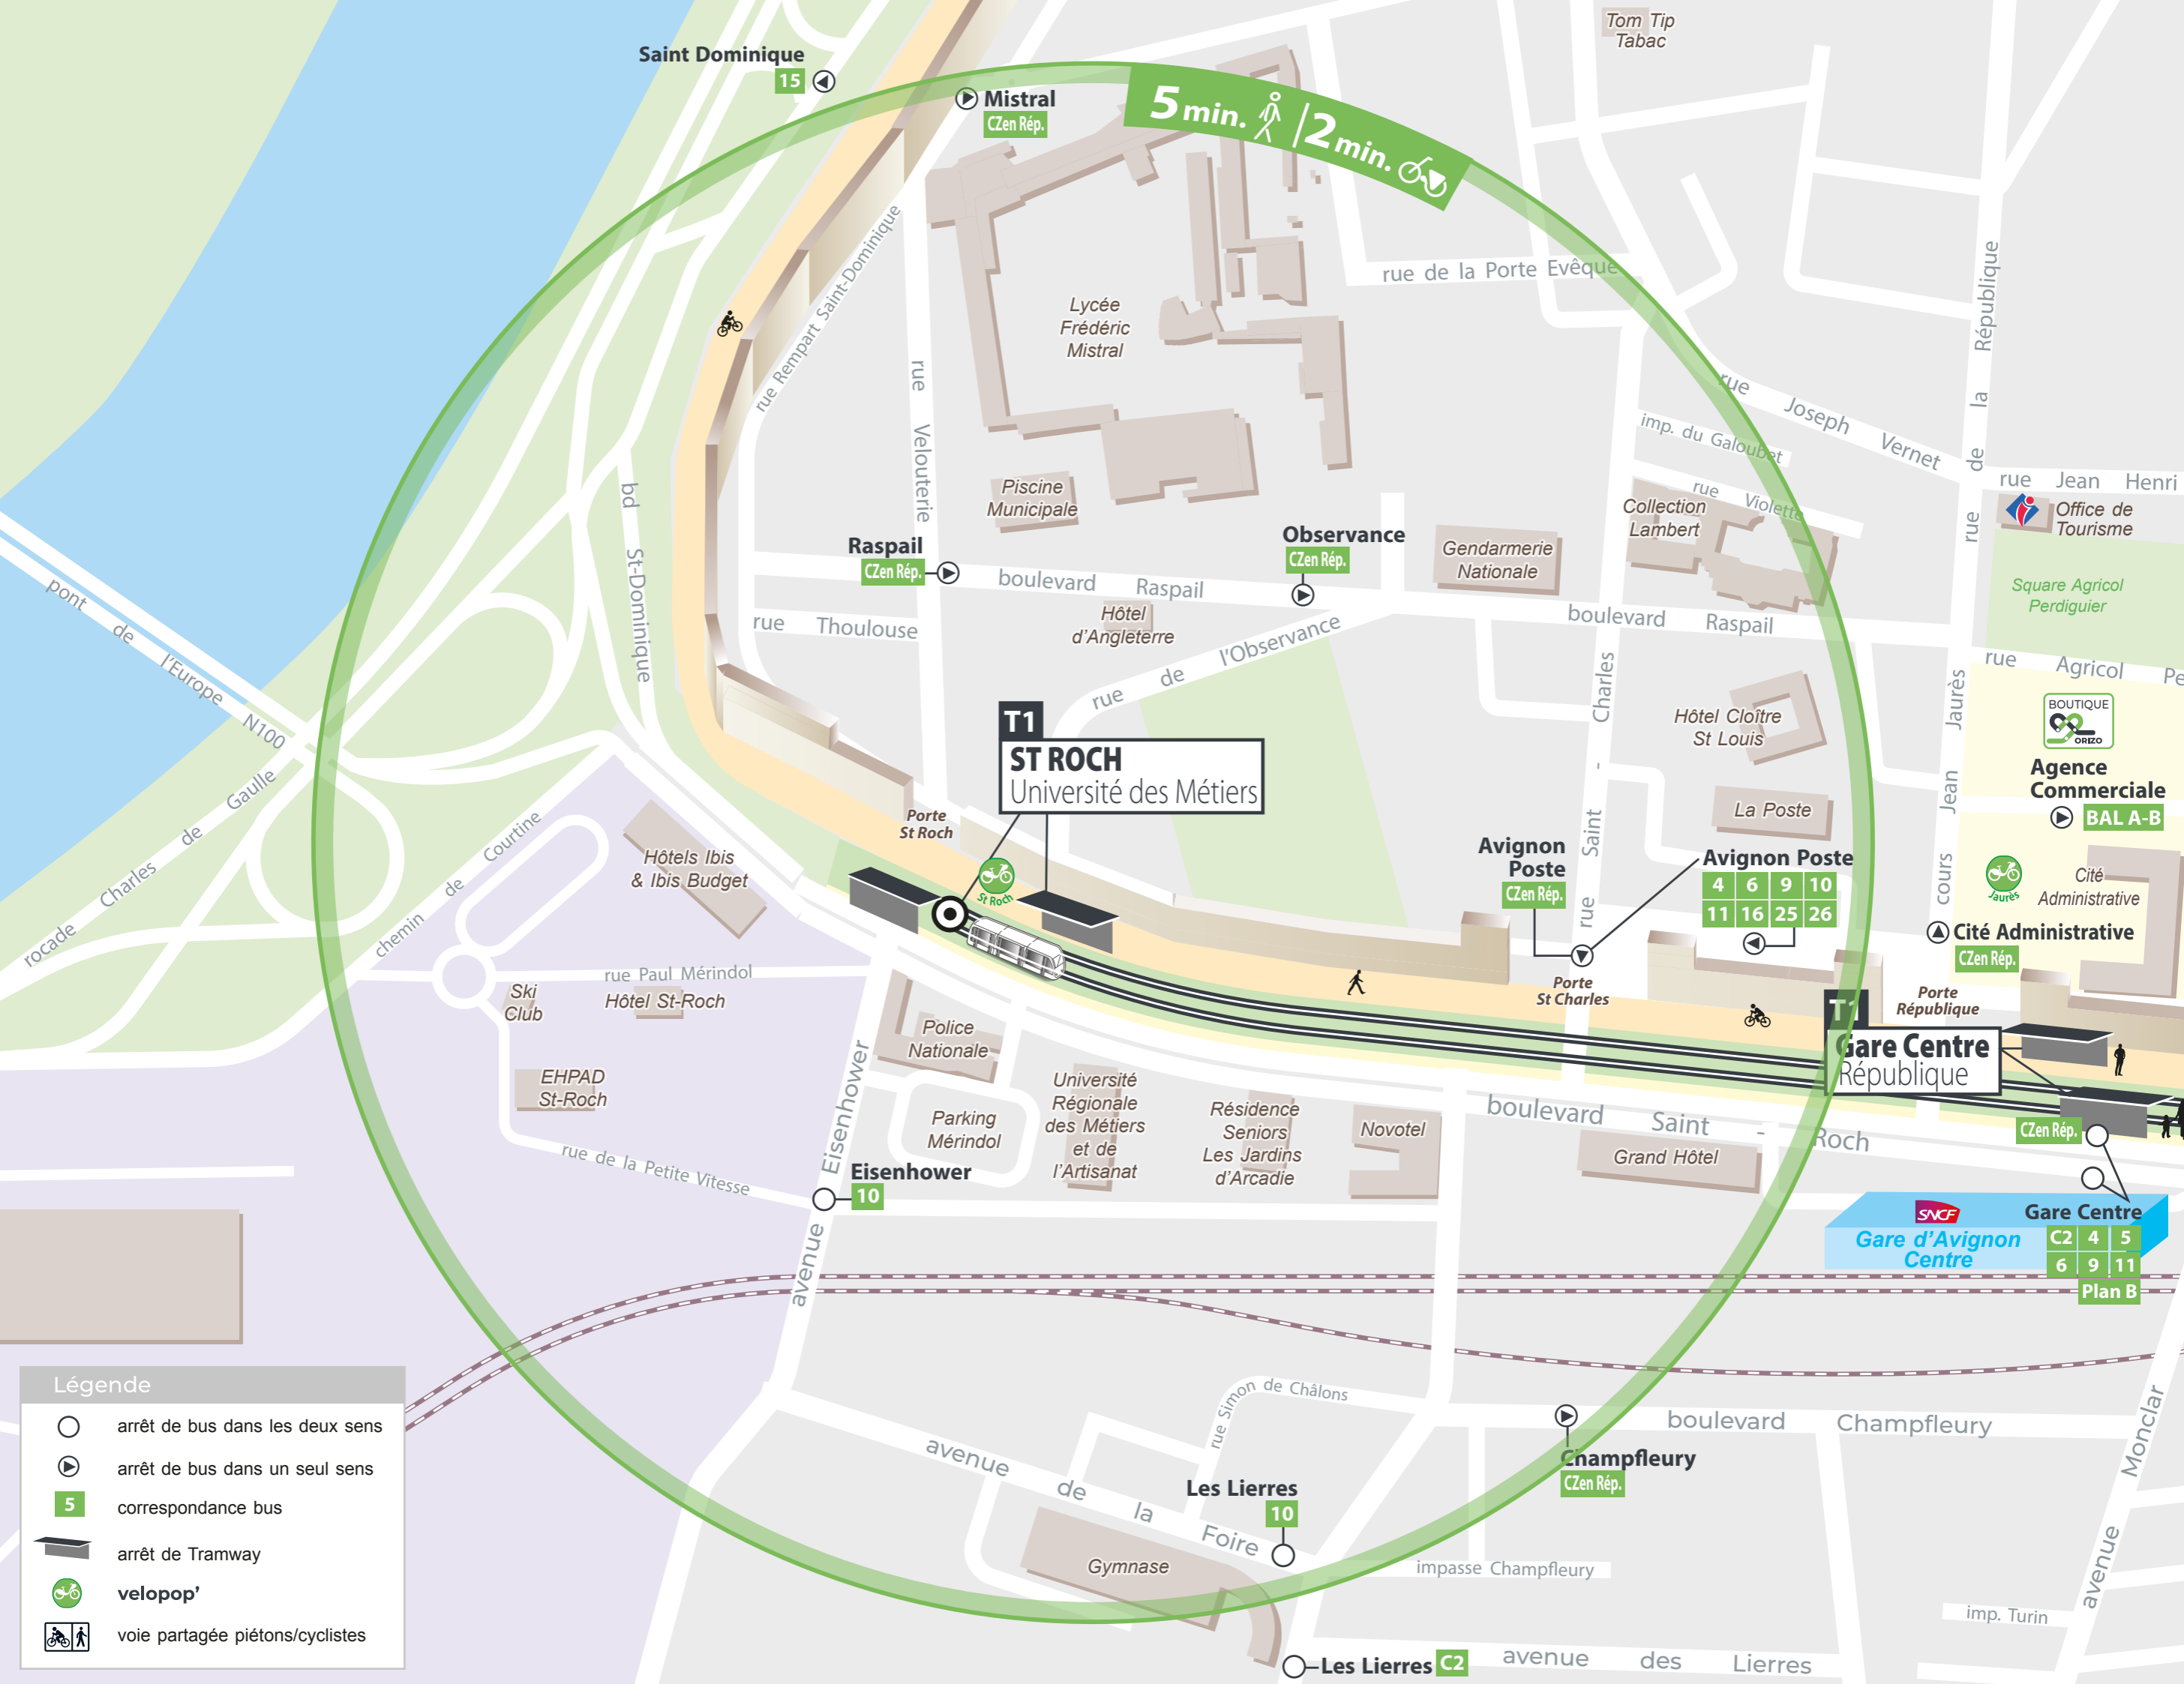 Tom Tip
Tabac
Saint Dominique
15
Mistral
CZen Rép.
5 min.
2 min.
rue de la Porte Evêque
rue Rempart Saint-Dominique
rue Velouterie
Lycée
Frédéric
Mistral
rue Joseph Vernet
rue de la République
imp. du Galoubet
rue Violette
rue Jean Henri
Office de
Tourisme
Piscine
Municipale
Collection
Lambert
Raspail
CZen Rép.
Observance
CZen Rép.
Gendarmerie
Nationale
boulevard Raspail
boulevard Raspail
Square Agricol
Perdiguier
rue Agricol Pe
bd St-Dominique
rue Thoulouse
Hôtel
d'Angleterre
rue de l'Observance
pont de l'Europe N100
rocade Charles de Gaulle
chemin de Courtine
T1
ST ROCH
Université des Métiers
rue Saint - Charles
Hôtel Cloître
St Louis
cours Jean Jaurès
BOUTIQUE
ORIZO
Agence
Commerciale
BAL A-B
La Poste
Porte
St Roch
St Roch
Hôtels Ibis
& Ibis Budget
Avignon
Poste
CZen Rép.
Avignon Poste
4 6 9 10
11 16 25 26
Jaurès
Cité
Administrative
Cité Administrative
CZen Rép.
Porte
St Charles
Porte
République
T1
Gare Centre
République
rue Paul Mérindol
Ski
Club
Hôtel St-Roch
EHPAD
St-Roch
Police
Nationale
Parking
Mérindol
Université
Régionale
des Métiers
et de
l'Artisanat
Résidence
Seniors
Les Jardins
d'Arcadie
Novotel
boulevard Saint - Roch
Grand Hôtel
CZen Rép.
rue de la Petite Vitesse
avenue Eisenhower
Eisenhower
10
SNCF
Gare d'Avignon
Centre
Gare Centre
C2 4 5
6 9 11
Plan B
rue Simon de Châlons
boulevard Champfleury
Champfleury
CZen Rép.
avenue Monclar
avenue de la Foire
Les Lierres
10
Gymnase
impasse Champfleury
imp. Turin
Les Lierres C2
avenue des Lierres
Légende
arrêt de bus dans les deux sens
arrêt de bus dans un seul sens
5
correspondance bus
arrêt de Tramway
velopop'
voie partagée piétons/cyclistes